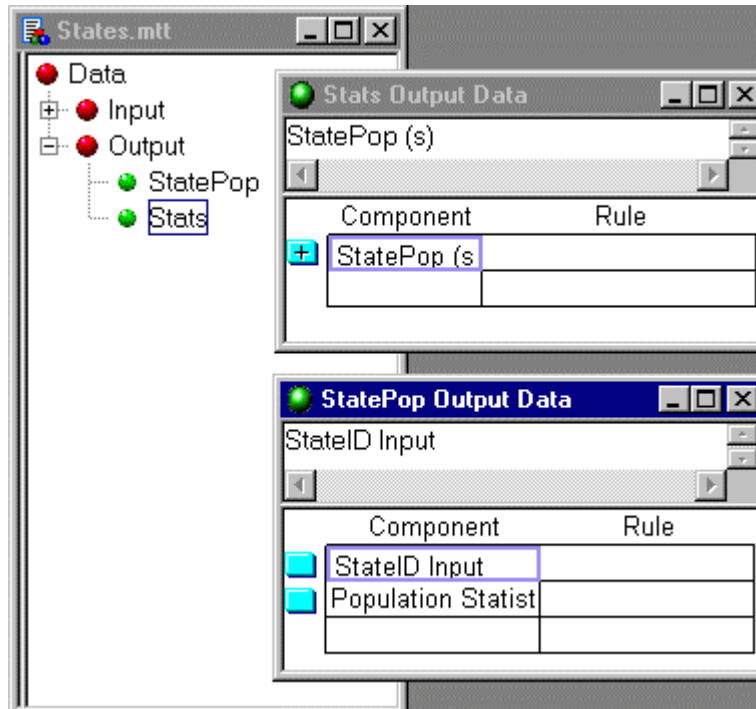 States.mtt
Data
Input
Output
StatePop
Stats
Stats Output Data
StatePop (s)
Component Rule
StatePop (s
StatePop Output Data
StateID Input
Component Rule
StateID Input
Population Statist